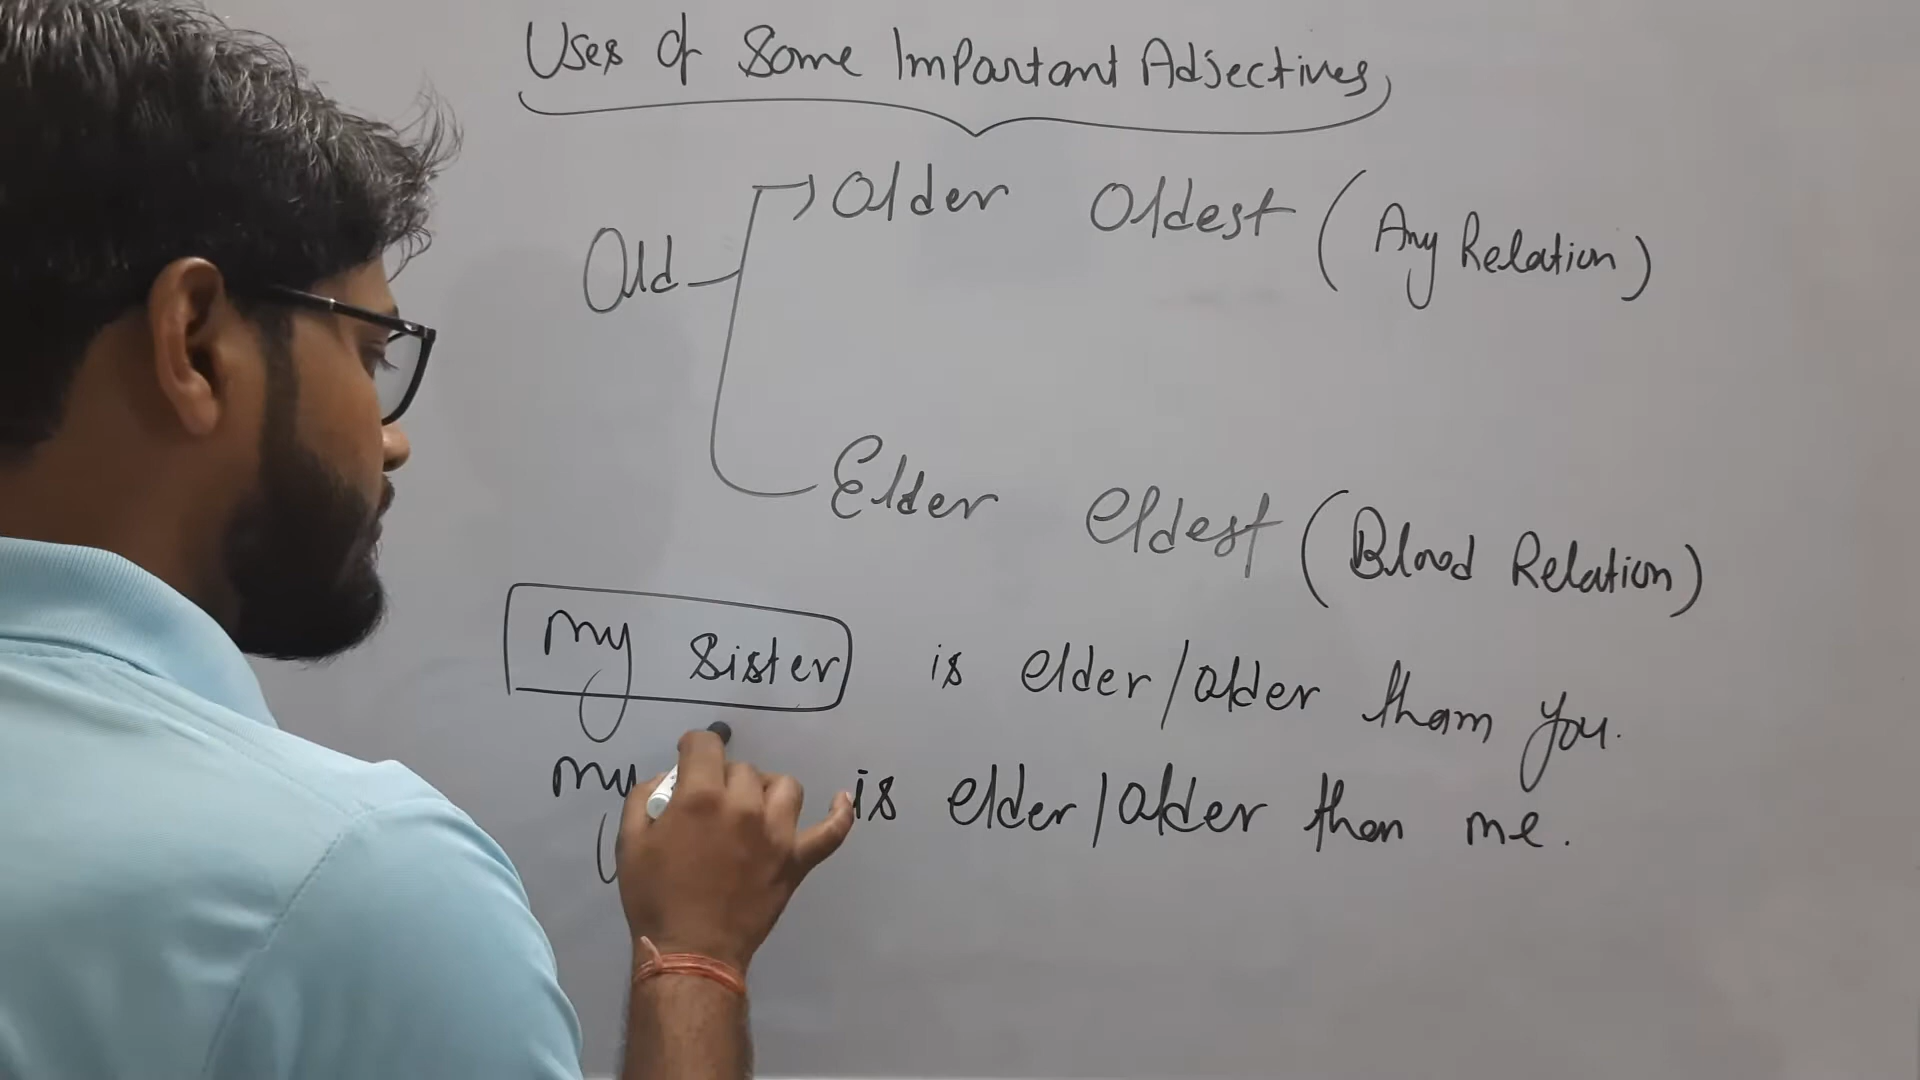 Uses of Some Important Adjectives
Old
Older Oldest (Any Relation)
Elder eldest (Blood Relation)
My Sister is elder/older than you.
My is elder/older than me.